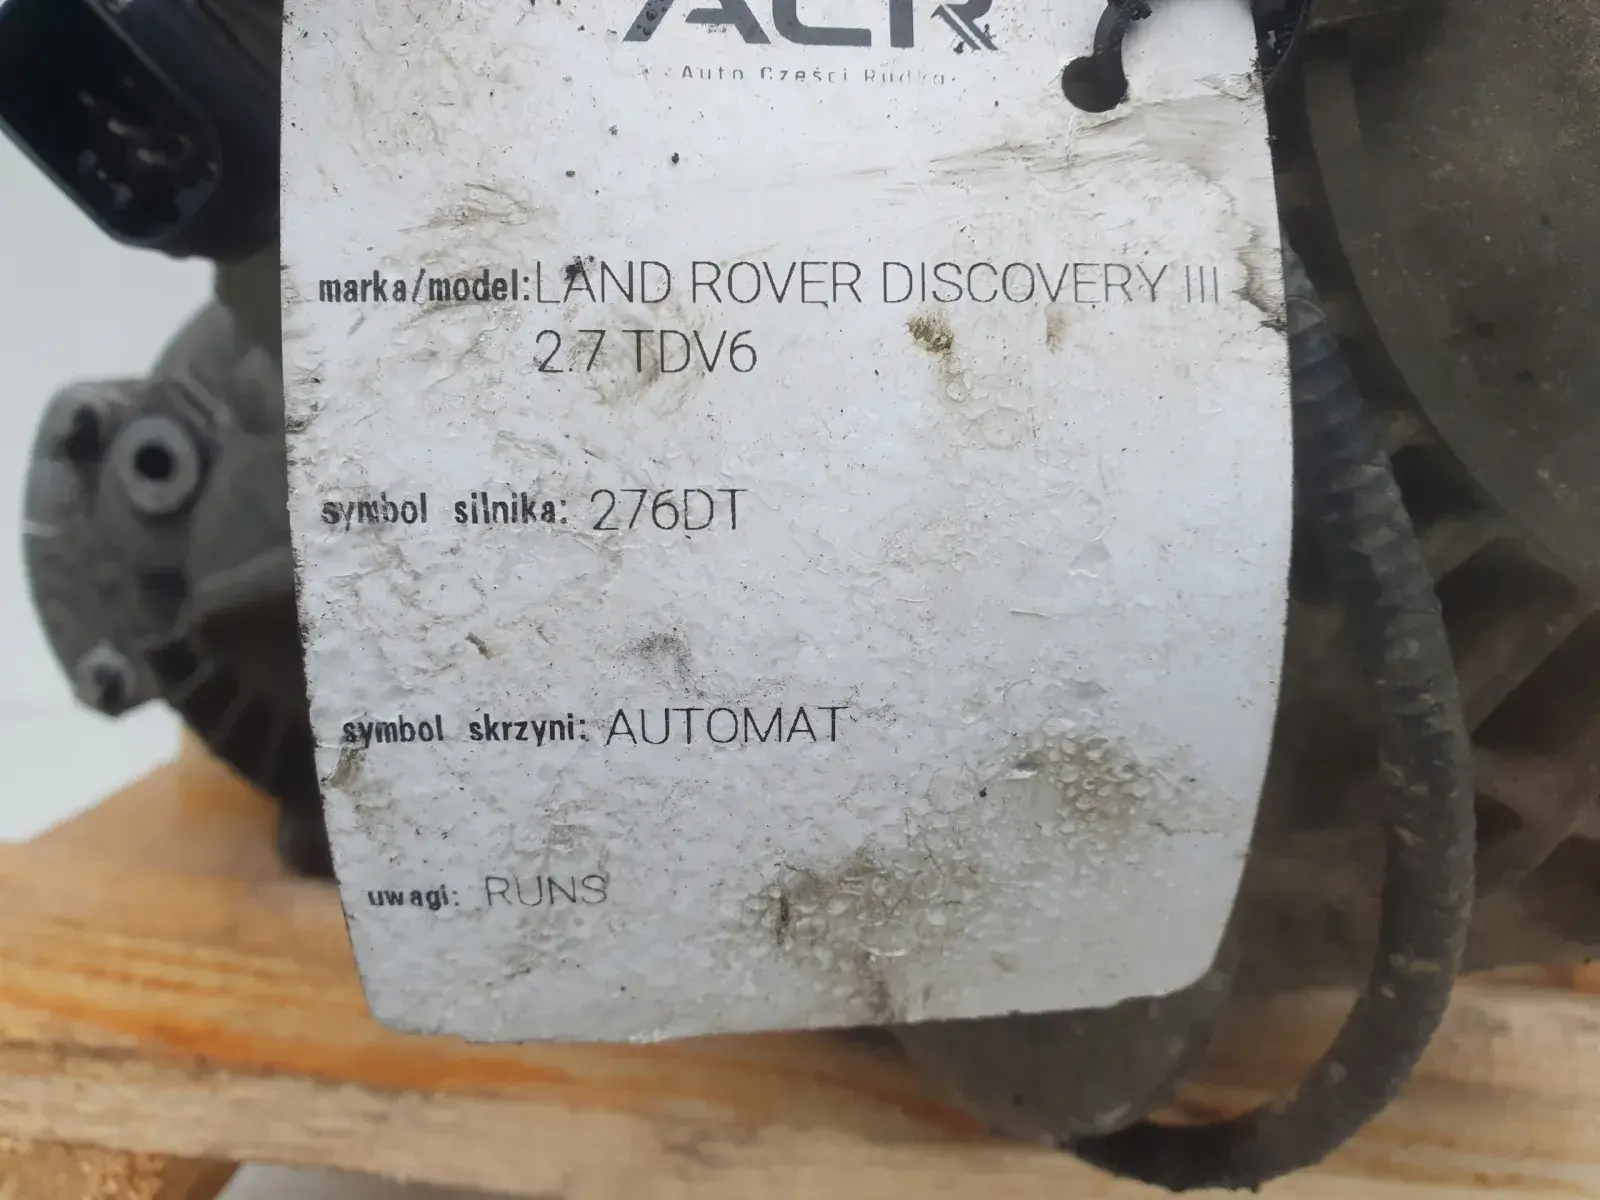 ACR
Auto Części Rudka
marka/model: LAND ROVER DISCOVERY III
2.7 TDV6
symbol silnika: 276DT
symbol skrzyni: AUTOMAT
uwagi: RUNS